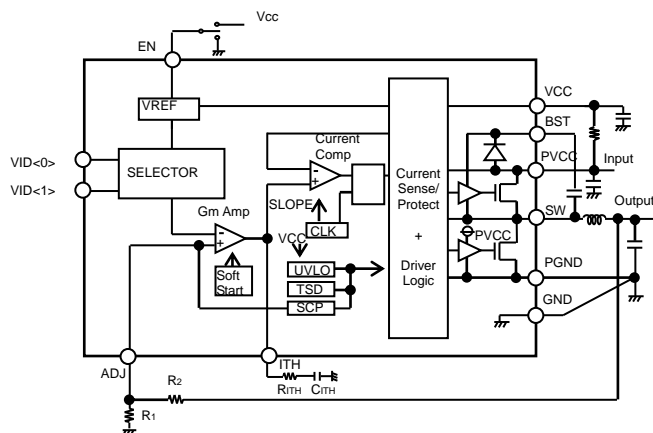 Vcc
EN
VCC
VREF
BST
VID<0>
SELECTOR
Current
Comp
PVCC
Input
VID<1>
Current
Sense/
Protect
+
Driver
Logic
Gm Amp
SLOPE
CLK
SW
Output
VCC
PVCC
Soft
Start
UVLO
TSD
SCP
PGND
GND
ADJ
ITH
RITH
CITH
R2
R1